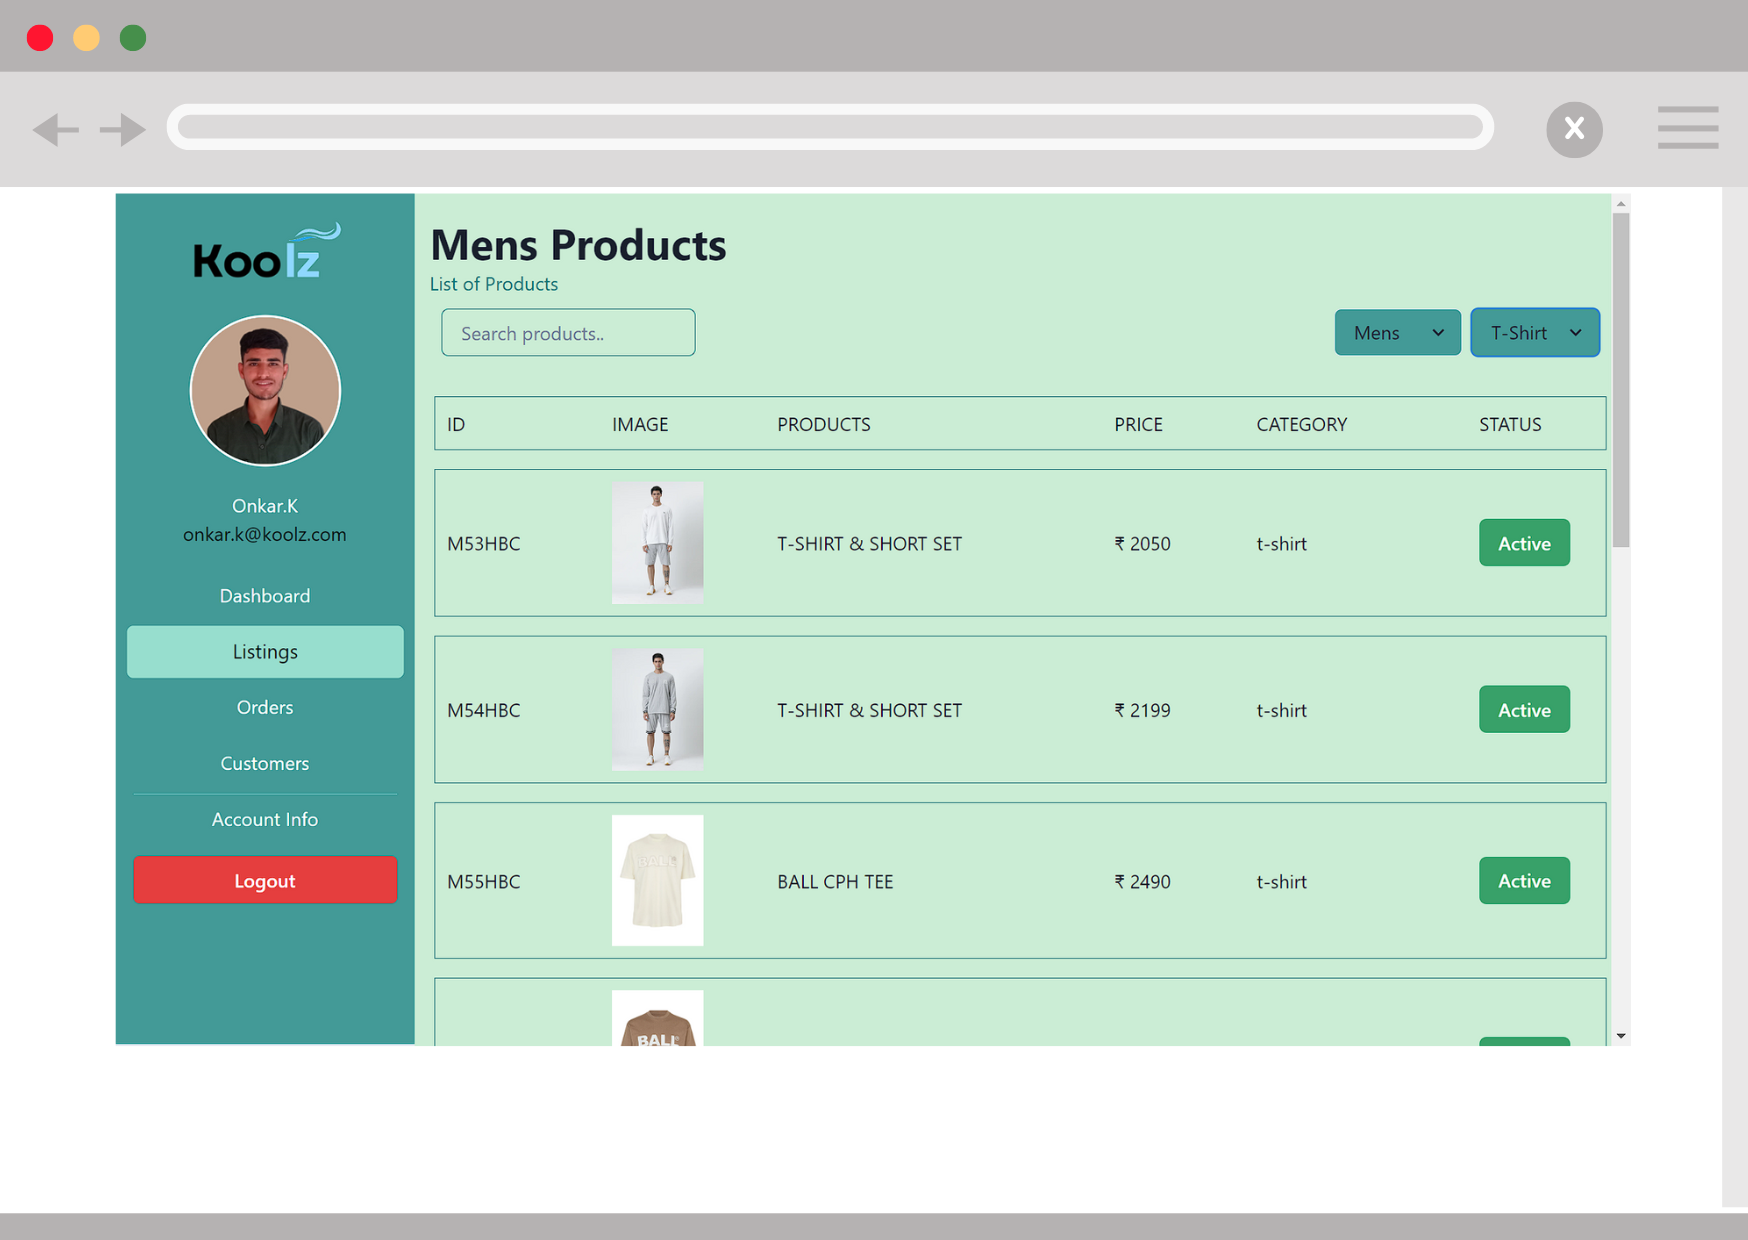 X
Koolz
Onkar.K
onkar.k@koolz.com
Dashboard
Listings
Orders
Customers
Account Info
Logout
Mens Products
List of Products
Search products..
Mens
T-Shirt
ID IMAGE PRODUCTS PRICE CATEGORY STATUS
M53HBC T-SHIRT & SHORT SET ₹ 2050 t-shirt Active
M54HBC T-SHIRT & SHORT SET ₹ 2199 t-shirt Active
BALL
M55HBC BALL CPH TEE ₹ 2490 t-shirt Active
BALL